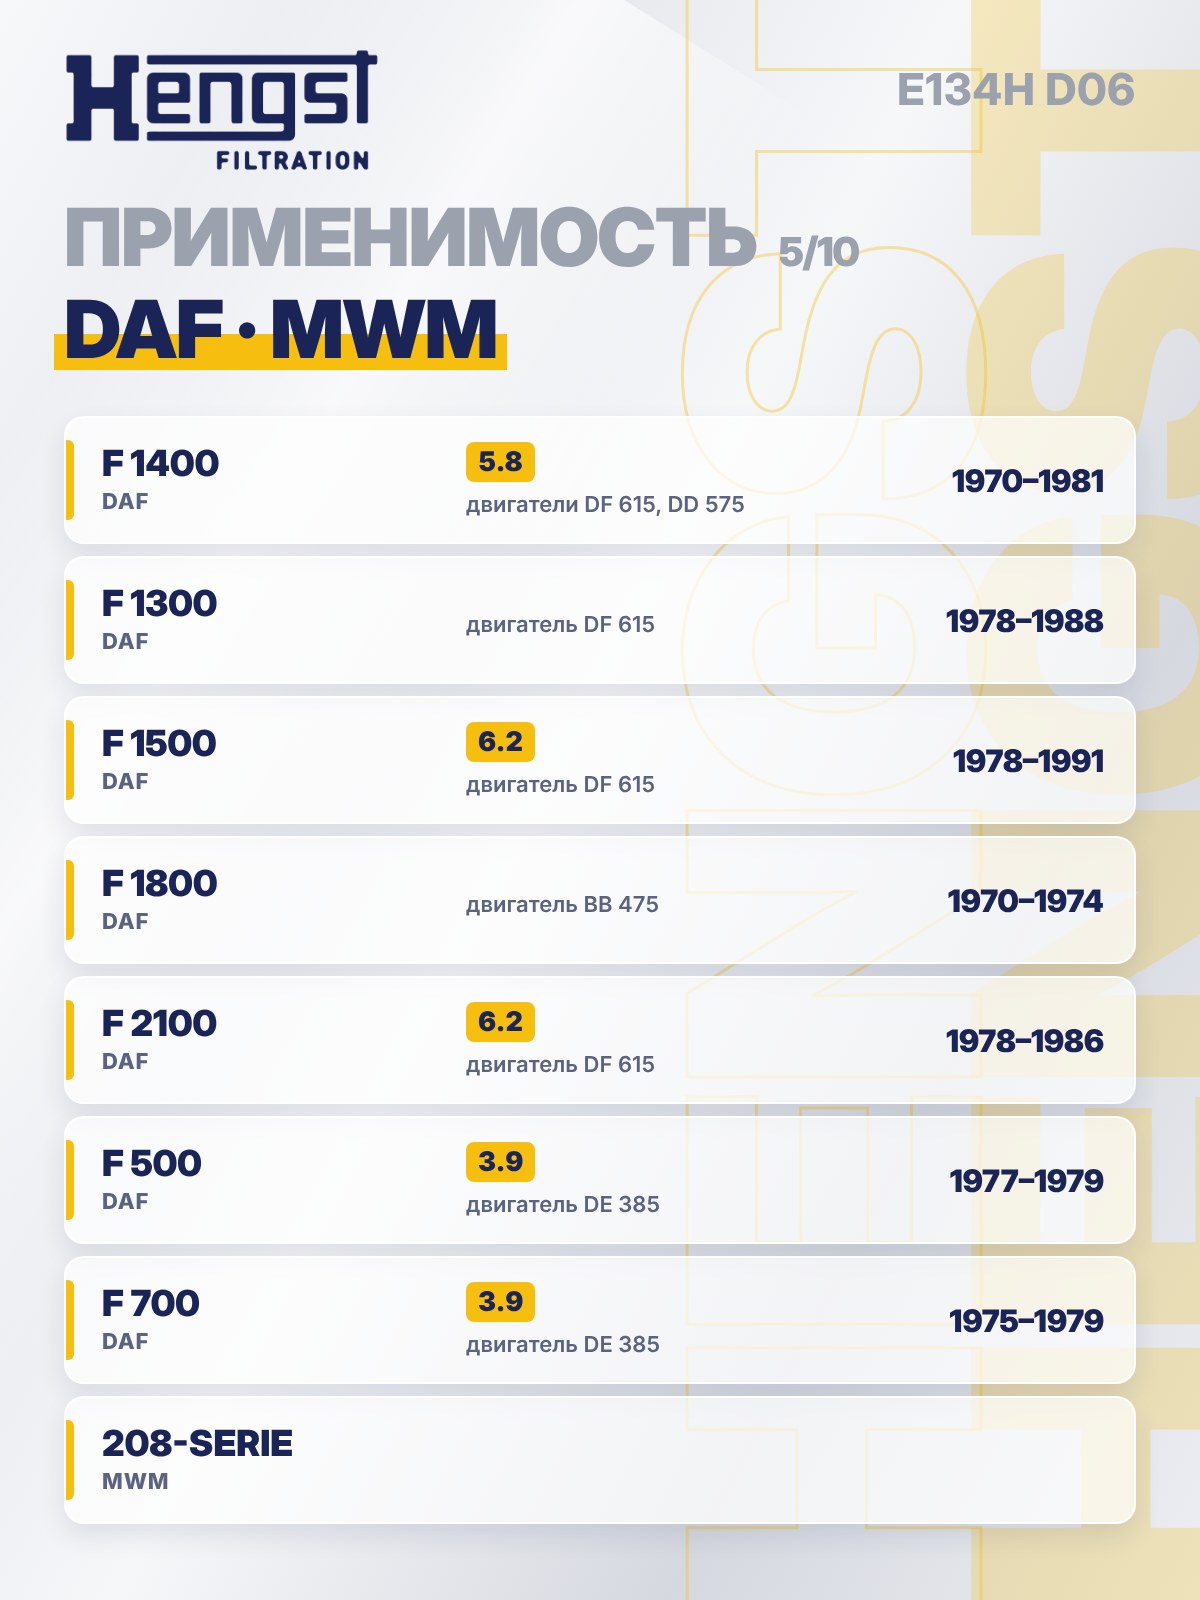 Hengst
FILTRATION
E134H D06
ПРИМЕНИМОСТЬ 5/10
DAF · MWM
F 1400
DAF
5.8
двигатели DF 615, DD 575
1970–1981
F 1300
DAF
двигатель DF 615
1978–1988
F 1500
DAF
6.2
двигатель DF 615
1978–1991
F 1800
DAF
двигатель BB 475
1970–1974
F 2100
DAF
6.2
двигатель DF 615
1978–1986
F 500
DAF
3.9
двигатель DE 385
1977–1979
F 700
DAF
3.9
двигатель DE 385
1975–1979
208-SERIE
MWM
HENGST
HENGST